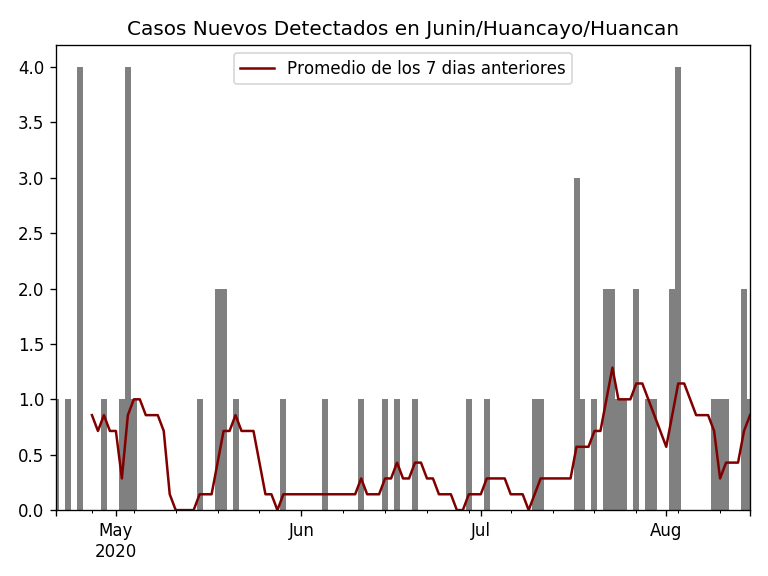 Casos Nuevos Detectados en Junin/Huancayo/Huancan
Promedio de los 7 dias anteriores
4.0
3.5
3.0
2.5
2.0
1.5
1.0
0.5
0.0
May
2020
Jun
Jul
Aug